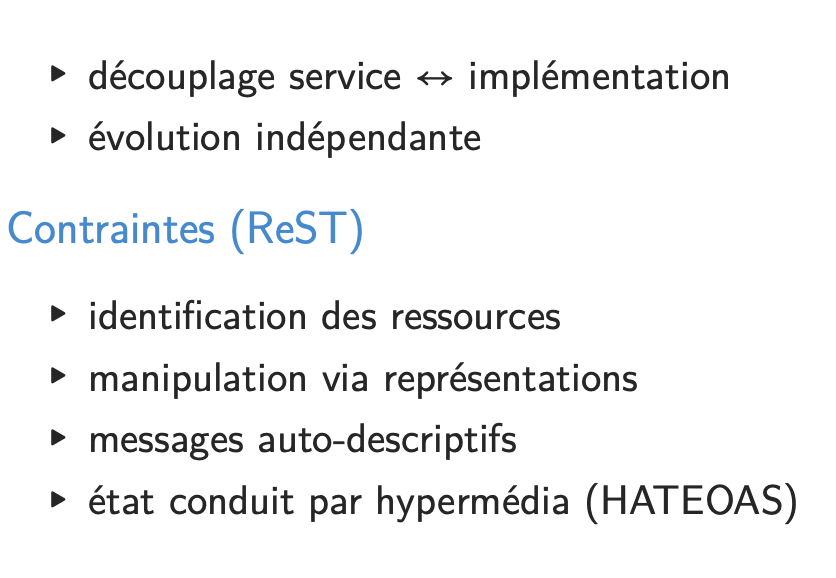 ▶ découplage service ↔ implémentation
▶ évolution indépendante
Contraintes (ReST)
▶ identification des ressources
▶ manipulation via représentations
▶ messages auto-descriptifs
▶ état conduit par hypermédia (HATEOAS)